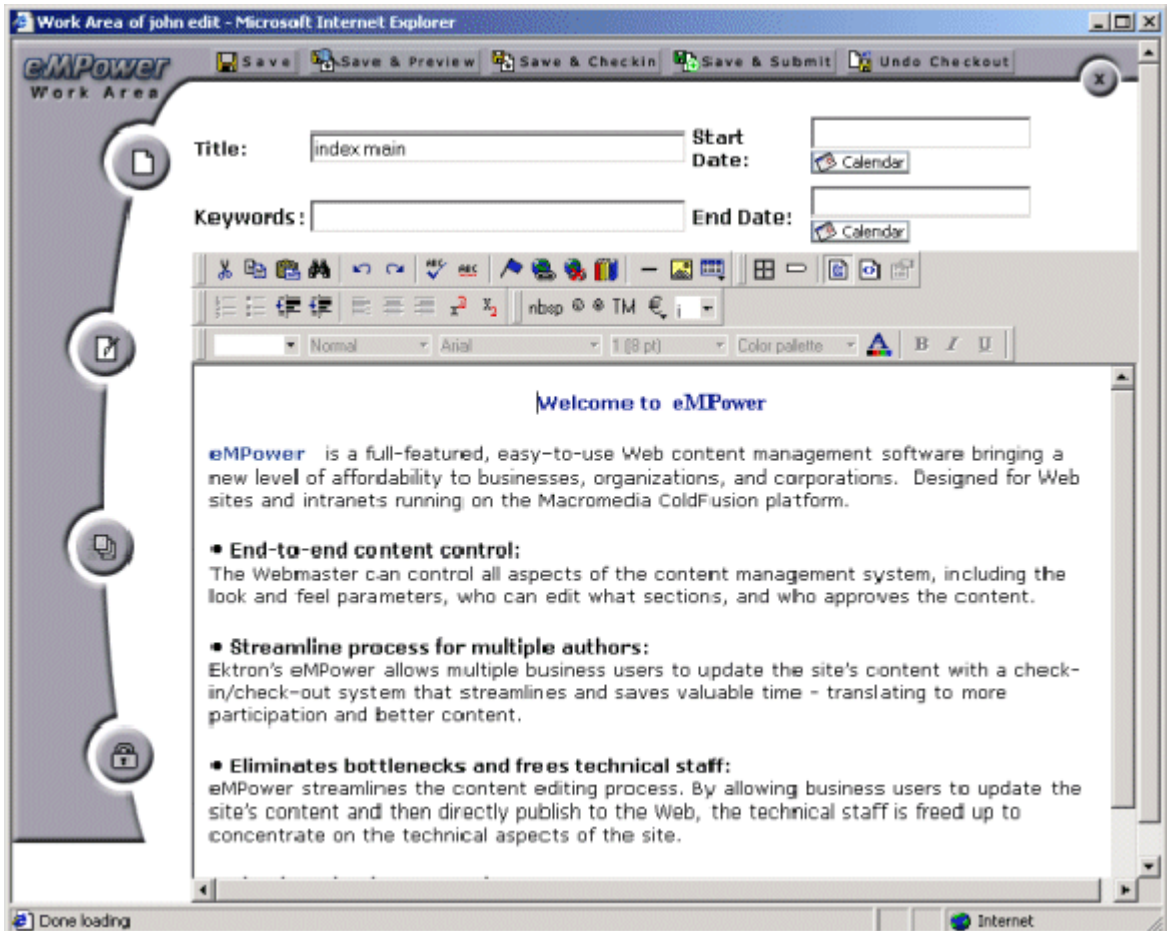 Work Area of john edit - Microsoft Internet Explorer
eMPower
Work Area
Save Save & Preview Save & Checkin Save & Submit Undo Checkout
x
Title: index main
Start Date:
Calendar
Keywords:
End Date:
Calendar
ABC ABC
nbsp © ® TM € ¡
Normal Arial 1 (8 pt) Color palette A B I U
Welcome to eMPower
eMPower is a full-featured, easy-to-use Web content management software bringing a
new level of affordability to businesses, organizations, and corporations. Designed for Web
sites and intranets running on the Macromedia ColdFusion platform.
• End-to-end content control:
The Webmaster can control all aspects of the content management system, including the
look and feel parameters, who can edit what sections, and who approves the content.
• Streamline process for multiple authors:
Ektron's eMPower allows multiple business users to update the site's content with a check-
in/check-out system that streamlines and saves valuable time - translating to more
participation and better content.
• Eliminates bottlenecks and frees technical staff:
eMPower streamlines the content editing process. By allowing business users to update the
site's content and then directly publish to the Web, the technical staff is freed up to
concentrate on the technical aspects of the site.
Done loading
Internet